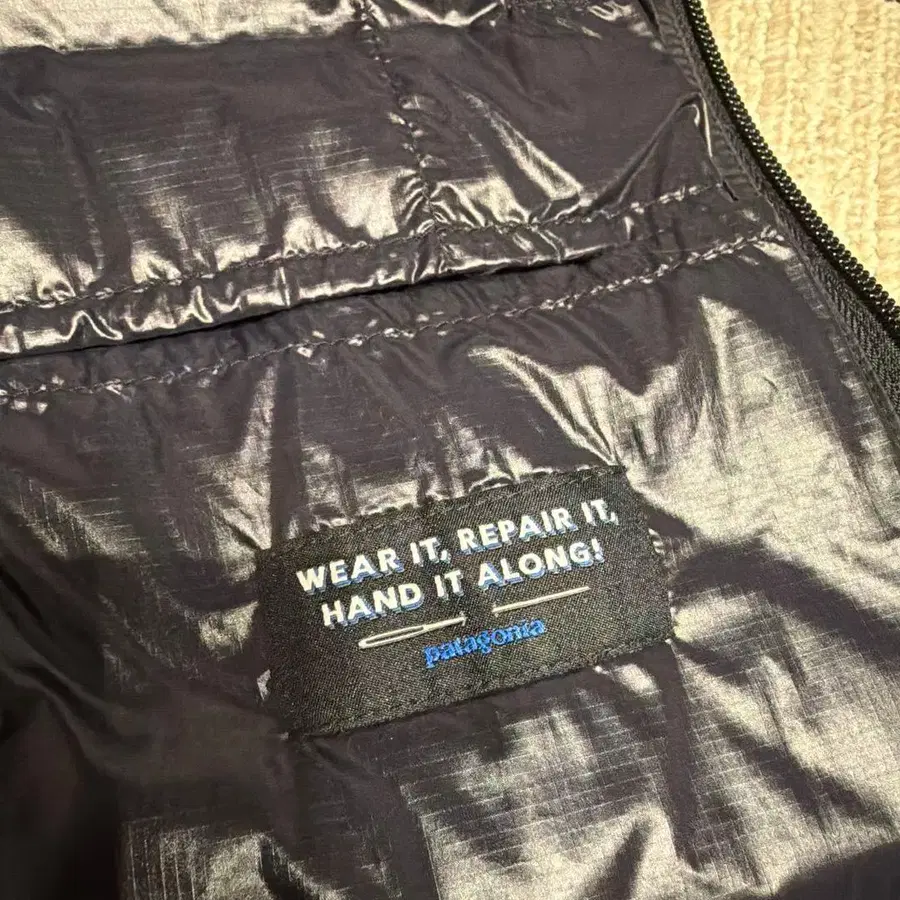 WEAR IT, REPAIR IT,
HAND IT ALONG!
patagonia